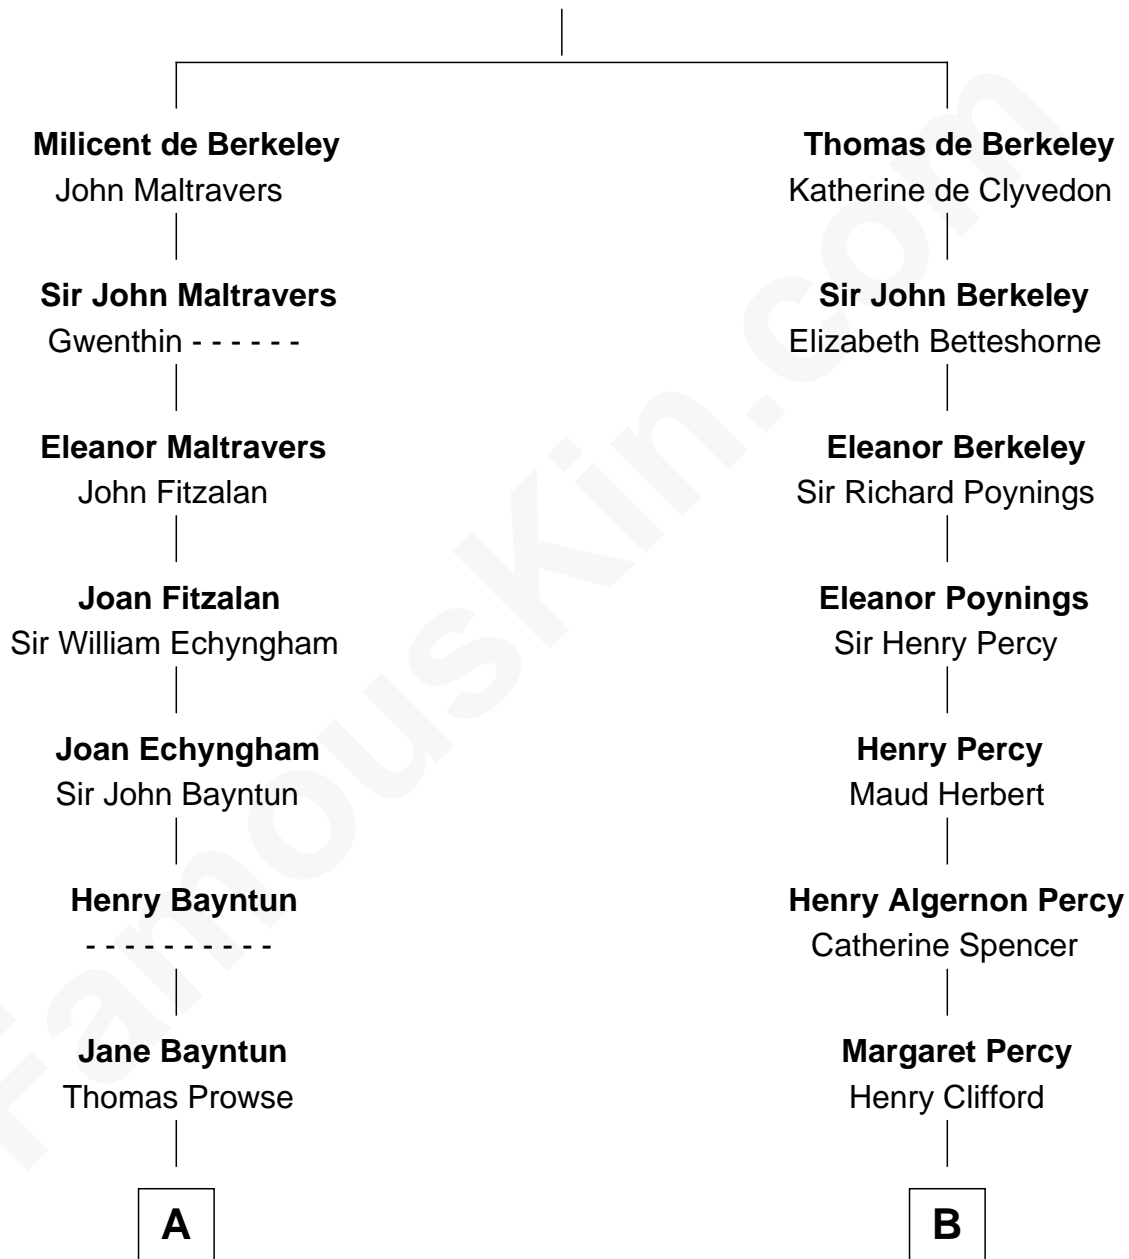 Milicent de Berkeley
John Maltravers
Sir John Maltravers
Gwenthin - - - - - -
Eleanor Maltravers
John Fitzalan
Joan Fitzalan
Sir William Echyngham
Joan Echyngham
Sir John Bayntun
Henry Bayntun
- - - - - - - - - -
Jane Bayntun
Thomas Prowse
A
Thomas de Berkeley
Katherine de Clyvedon
Sir John Berkeley
Elizabeth Betteshorne
Eleanor Berkeley
Sir Richard Poynings
Eleanor Poynings
Sir Henry Percy
Henry Percy
Maud Herbert
Henry Algernon Percy
Catherine Spencer
Margaret Percy
Henry Clifford
B
FamousKin.com